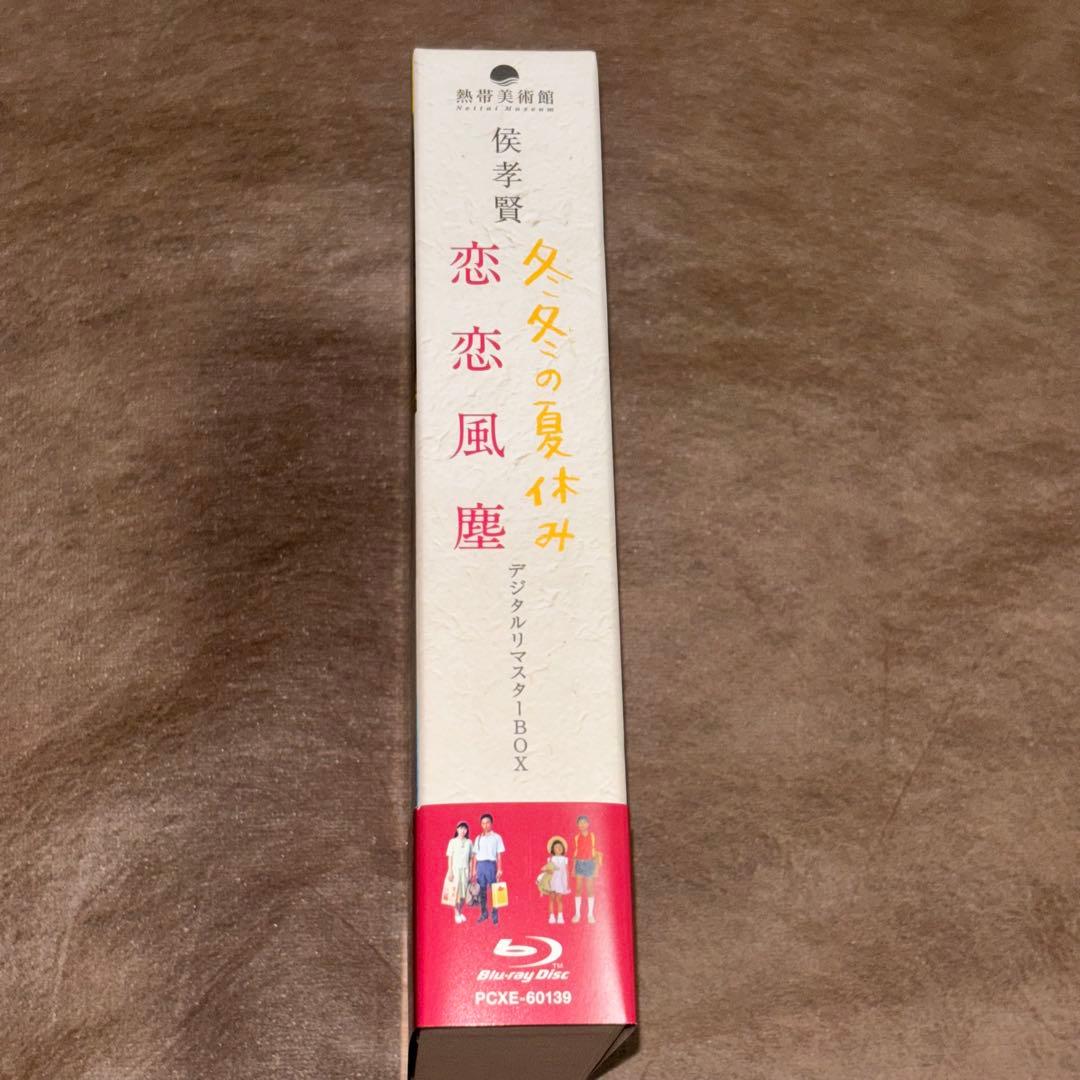 熱帯美術館
Nettai Museum
侯孝賢
冬冬の夏休み
恋恋風塵
デジタルリマスターBOX
Blu-ray Disc
TM
PCXE-60139